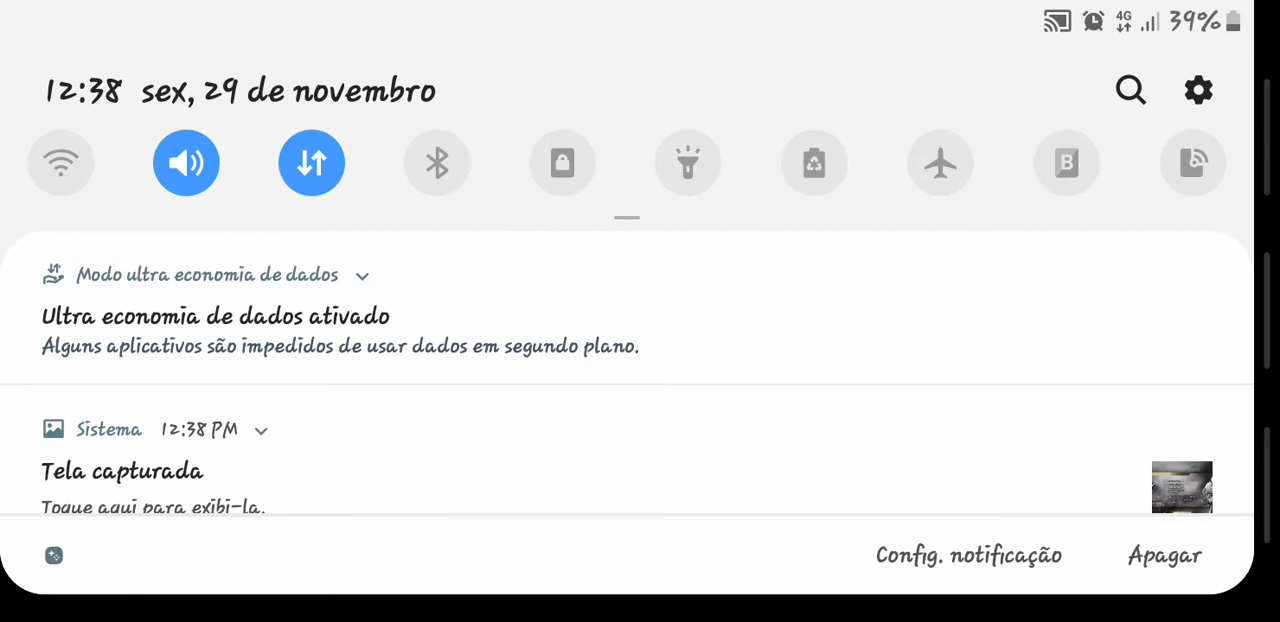 4G 39%
12:38 sex, 29 de novembro
B
Modo ultra economia de dados
Ultra economia de dados ativado
Alguns aplicativos são impedidos de usar dados em segundo plano.
Sistema 12:38 PM
Tela capturada
Toque aqui para exibi-la.
Config. notificação Apagar